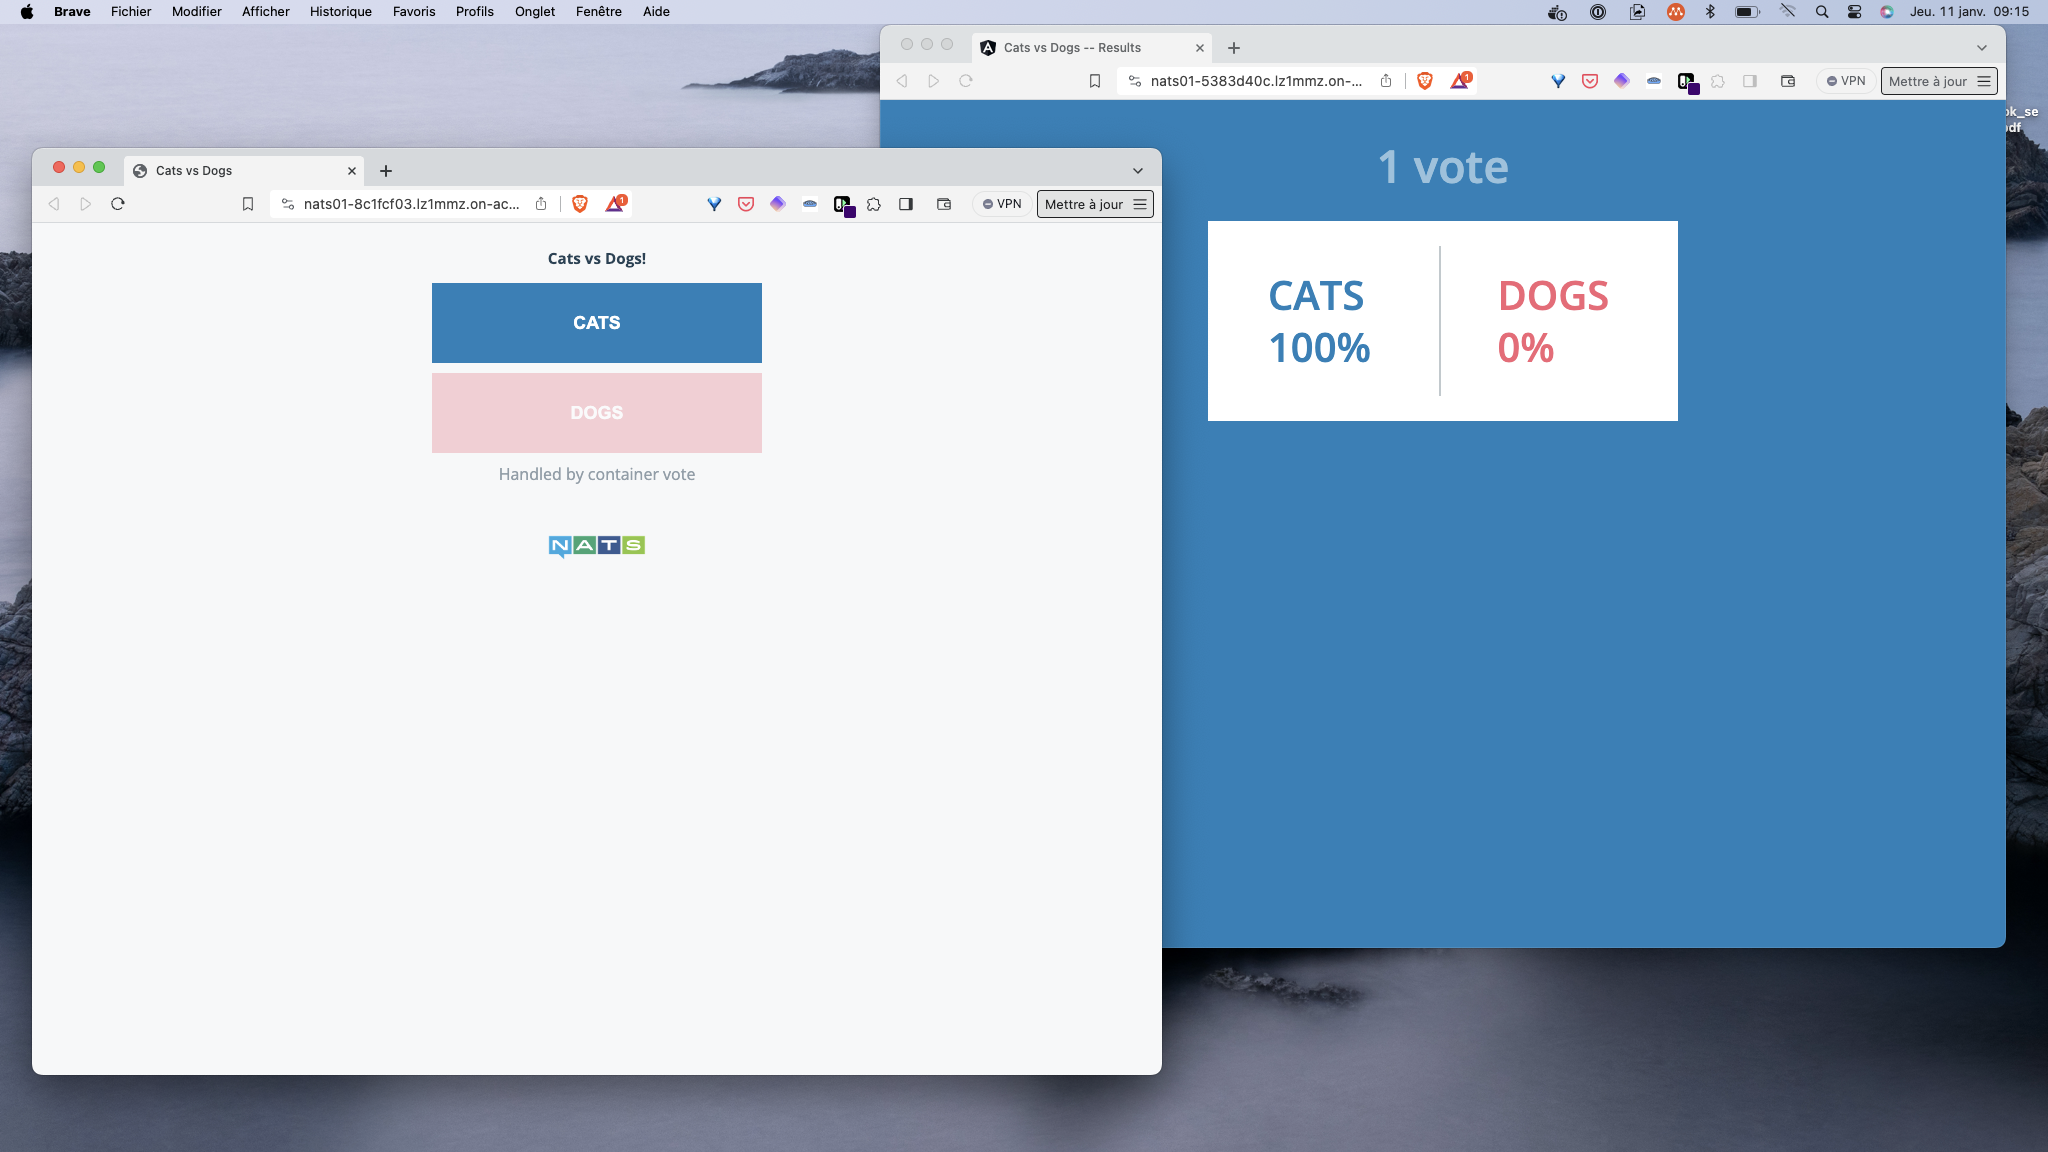 Brave Fichier Modifier Afficher Historique Favoris Profils Onglet Fenêtre Aide
Jeu. 11 janv. 09:15
Cats vs Dogs -- Results
nats01-5383d40c.lz1mmz.on-...
1
VPN
Mettre à jour
ok_se
1 vote
CATS
100%
DOGS
0%
Cats vs Dogs
nats01-8c1fcf03.lz1mmz.on-ac...
1
VPN
Mettre à jour
Cats vs Dogs!
CATS
DOGS
Handled by container vote
NATS